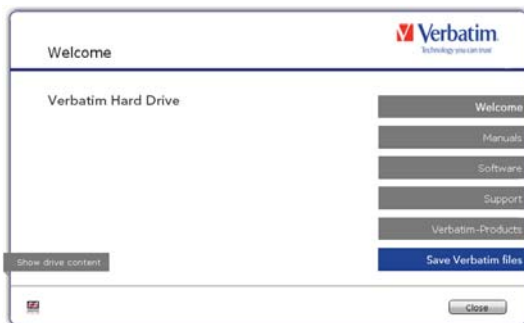 Welcome
Verbatim
Technology you can trust
Verbatim Hard Drive
Welcome
Manuals
Software
Support
Verbatim-Products
Show drive content
Save Verbatim files
Close